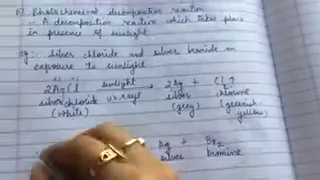 b) Photochemical decomposition reaction
:- A decomposition reaction which takes place
in presence of sunlight
eg:- silver chloride and silver bromide on
exposure to sunlight
2AgCl sunlight → 2Ag + Cl₂↑
silver chloride uv rays silver chlorine
(white) (grey) (greenish
yellow)
Ag + Br₂
silver bromine